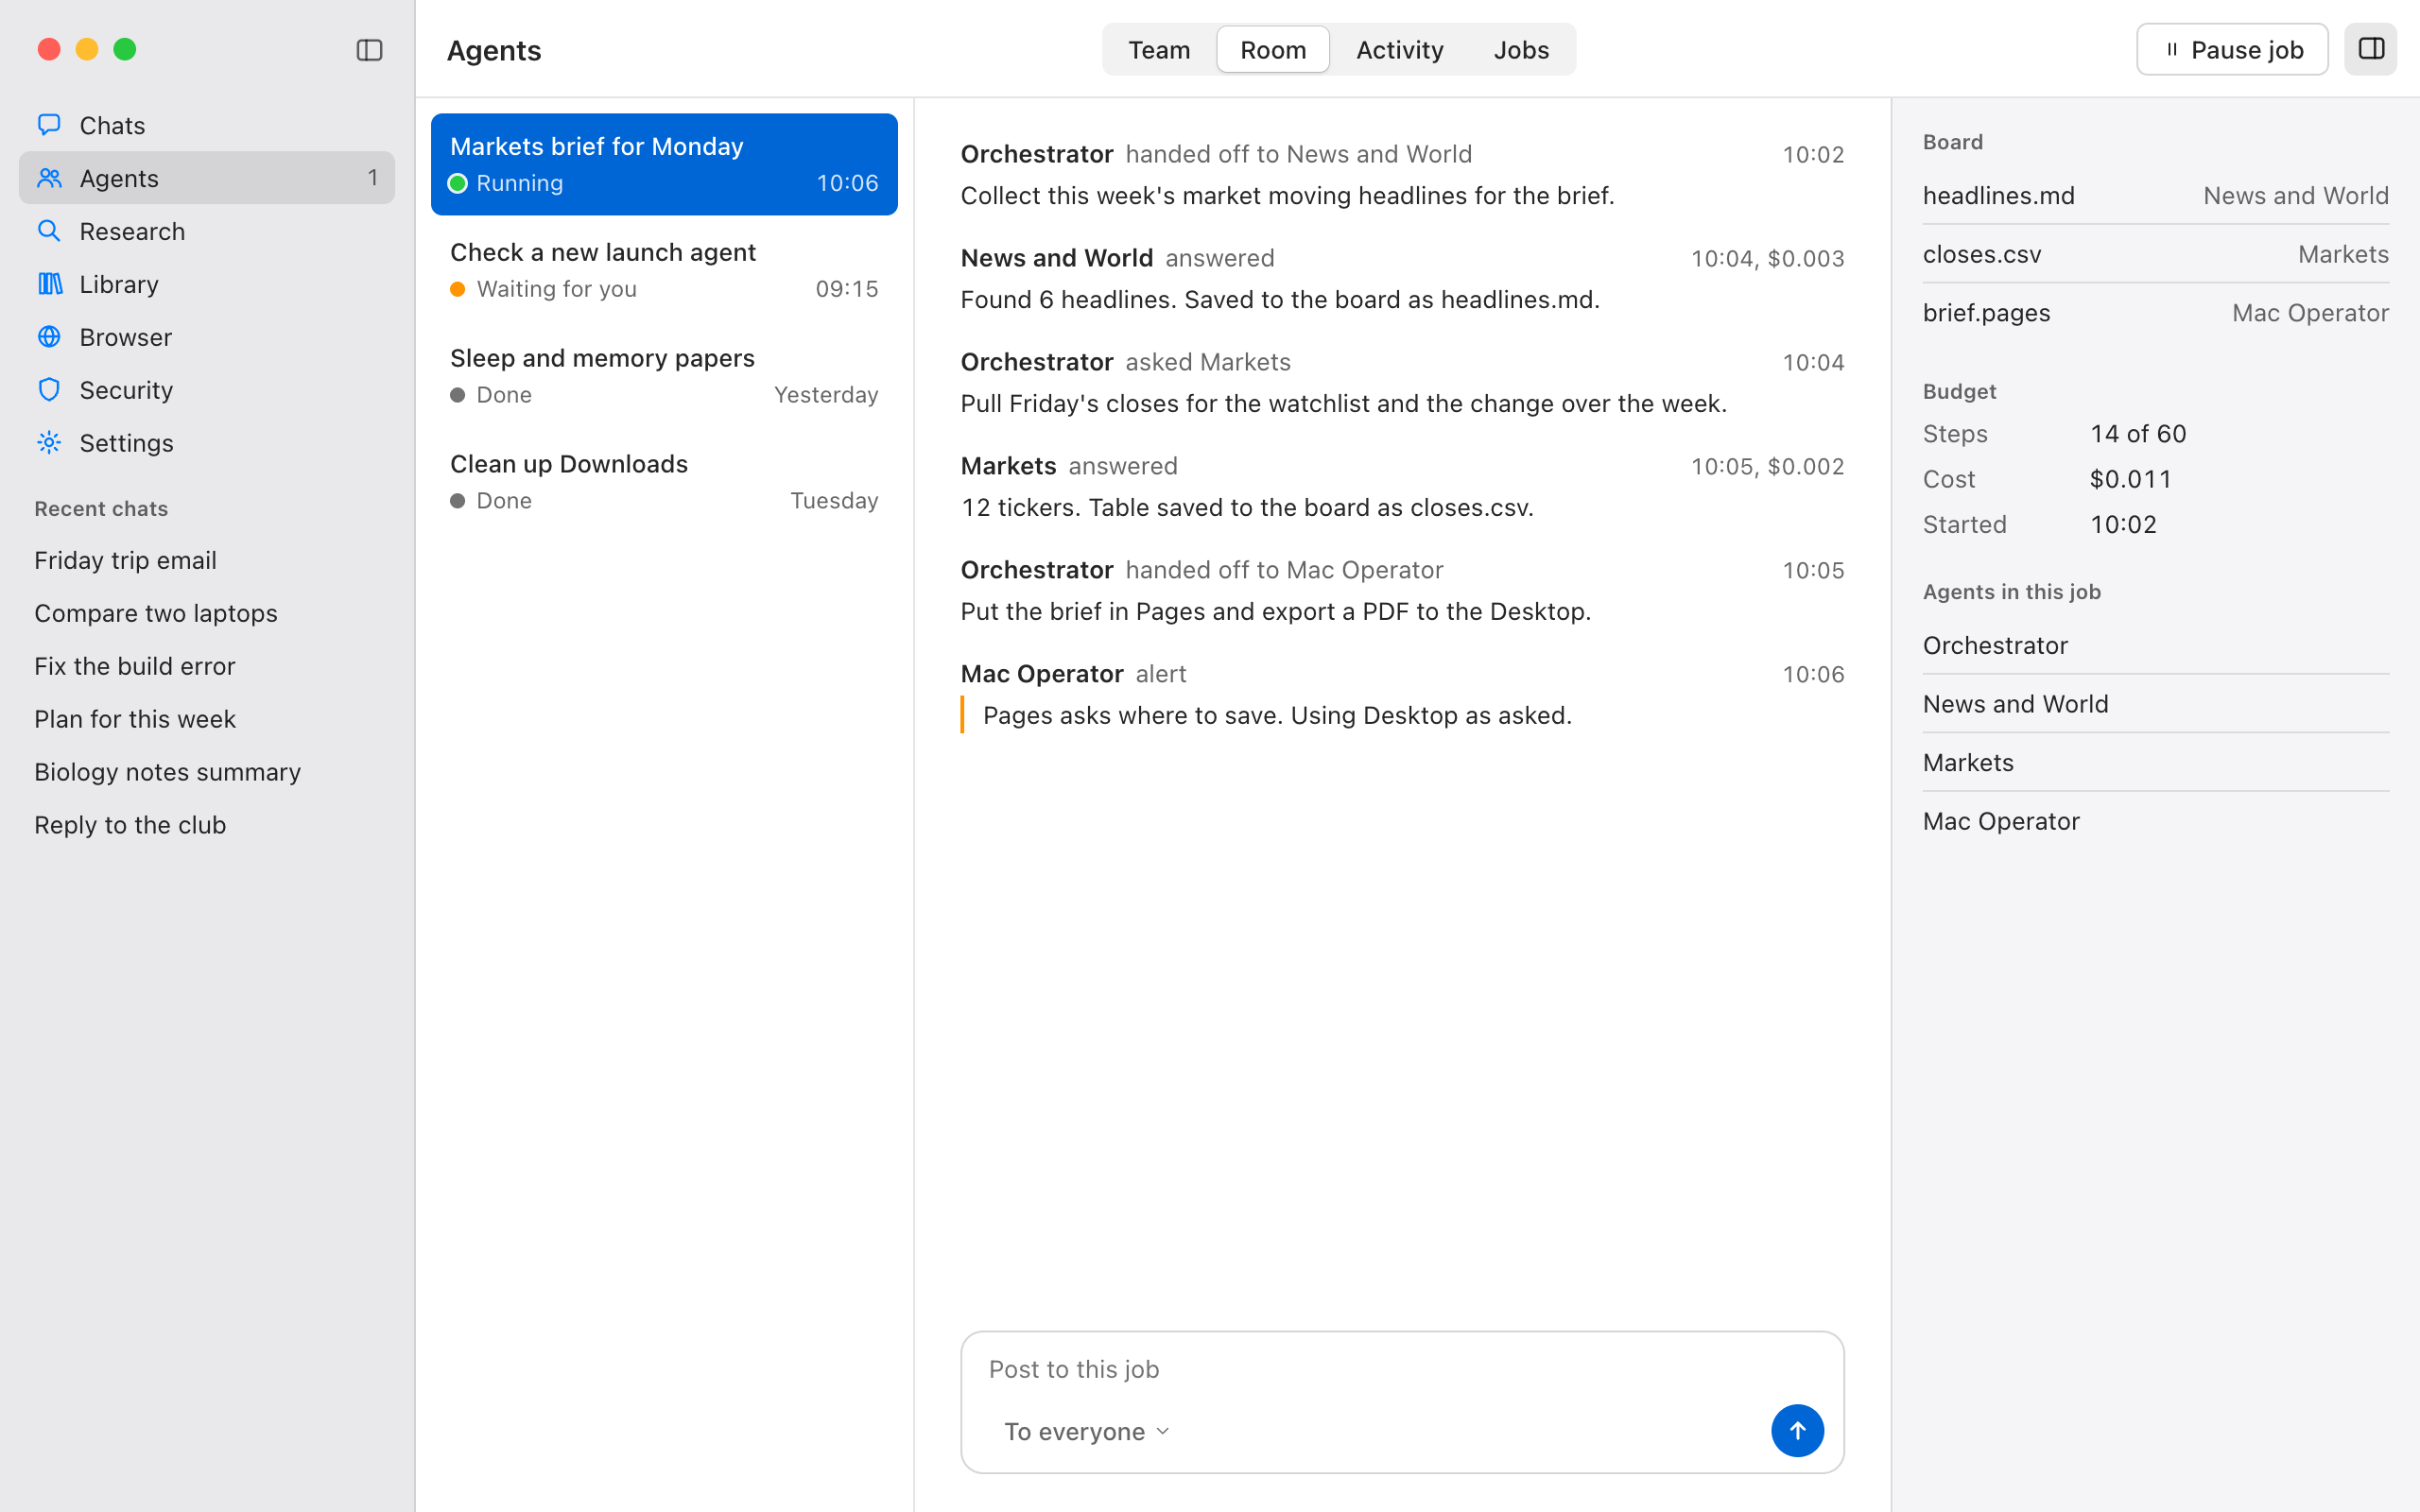 Chats
Agents 1
Research
Library
Browser
Security
Settings
Recent chats
Friday trip email
Compare two laptops
Fix the build error
Plan for this week
Biology notes summary
Reply to the club
Agents
Team Room Activity Jobs
Pause job
Markets brief for Monday
Running 10:06
Check a new launch agent
Waiting for you 09:15
Sleep and memory papers
Done Yesterday
Clean up Downloads
Done Tuesday
Orchestrator handed off to News and World 10:02
Collect this week's market moving headlines for the brief.
News and World answered 10:04, $0.003
Found 6 headlines. Saved to the board as headlines.md.
Orchestrator asked Markets 10:04
Pull Friday's closes for the watchlist and the change over the week.
Markets answered 10:05, $0.002
12 tickers. Table saved to the board as closes.csv.
Orchestrator handed off to Mac Operator 10:05
Put the brief in Pages and export a PDF to the Desktop.
Mac Operator alert 10:06
Pages asks where to save. Using Desktop as asked.
Post to this job
To everyone
Board
headlines.md News and World
closes.csv Markets
brief.pages Mac Operator
Budget
Steps 14 of 60
Cost $0.011
Started 10:02
Agents in this job
Orchestrator
News and World
Markets
Mac Operator